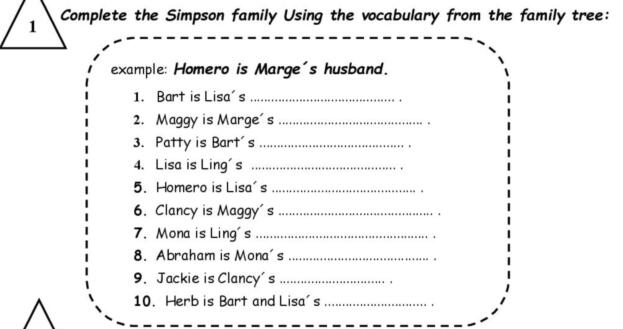 1 Complete the Simpson family Using the vocabulary from the family tree:
example: Homero is Marge´s husband.
1. Bart is Lisa´s ......................................... .
2. Maggy is Marge´s ......................................... .
3. Patty is Bart´s ................................................. .
4. Lisa is Ling´s ......................................... .
5. Homero is Lisa´s ......................................... .
6. Clancy is Maggy´s ............................................. .
7. Mona is Ling´s ................................................. .
8. Abraham is Mona´s ........................................ .
9. Jackie is Clancy´s .............................. .
10. Herb is Bart and Lisa´s ............................. .